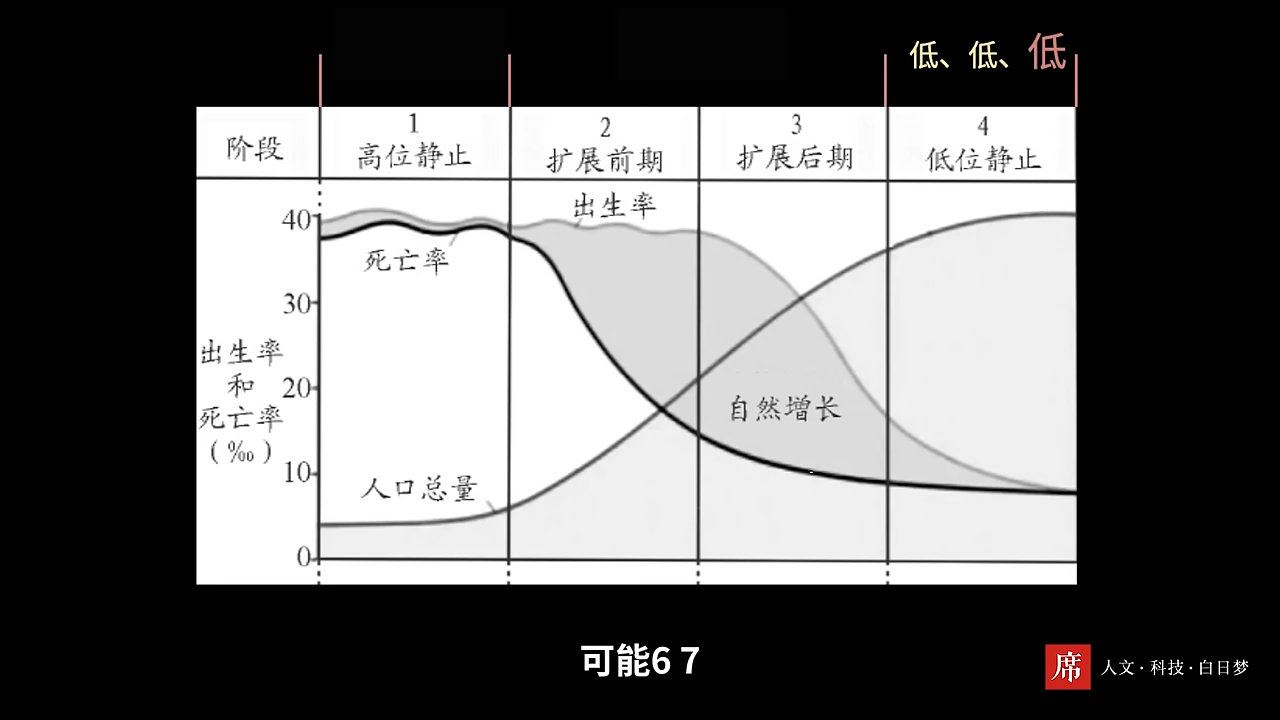 低、低、低
阶段
1
高位静止
2
扩展前期
3
扩展后期
4
低位静止
40
30
20
10
0
出生率
和
死亡率
(‰)
出生率
死亡率
自然增长
人口总量
可能6 7
席
人文·科技·白日梦